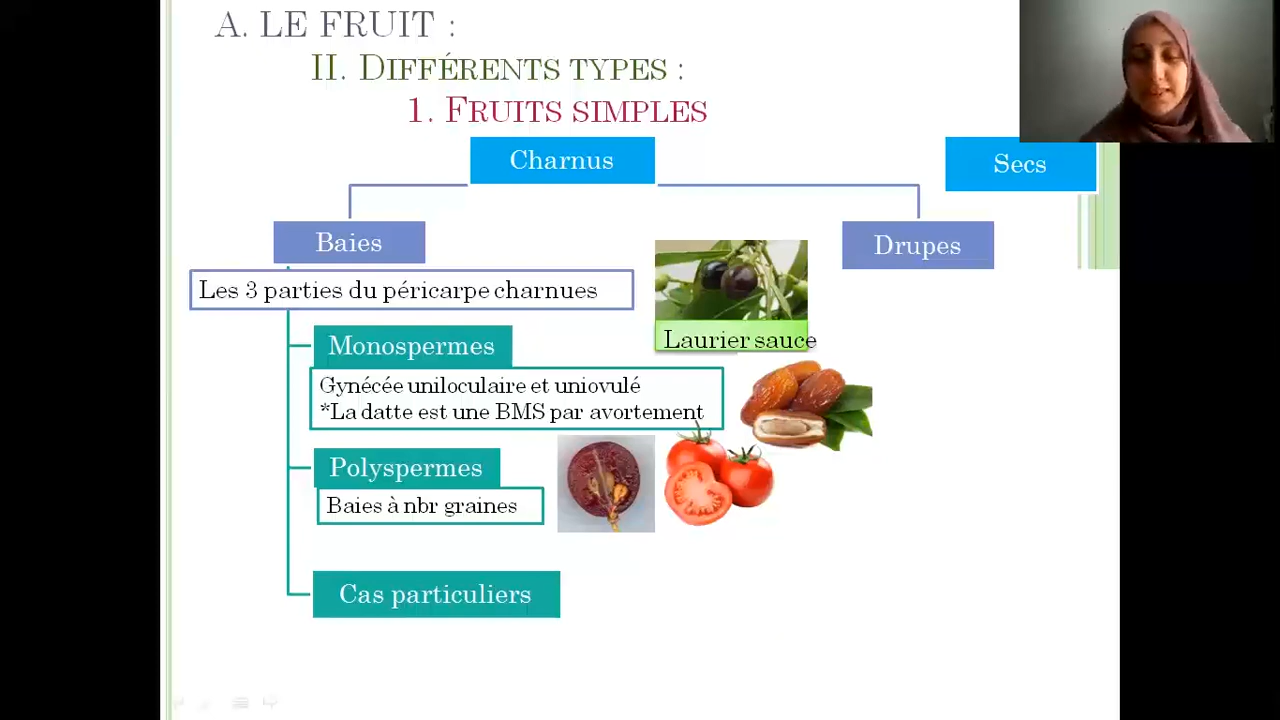 A. LE FRUIT :
II. DIFFÉRENTS TYPES :
1. FRUITS SIMPLES
Charnus
Secs
Baies
Drupes
Les 3 parties du péricarpe charnues
Laurier sauce
Monospermes
Gynécée uniloculaire et uniovulé
*La datte est une BMS par avortement
Polyspermes
Baies à nbr graines
Cas particuliers